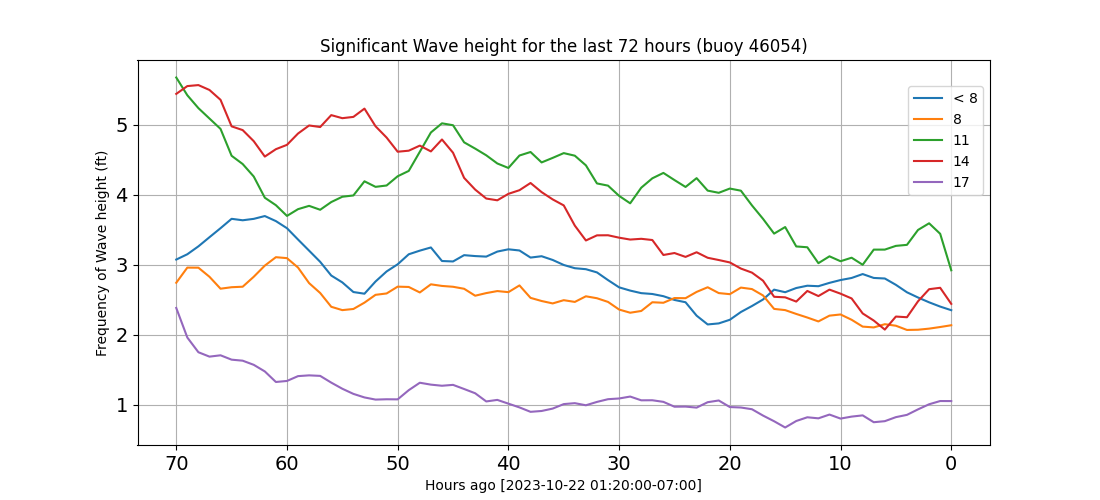 Significant Wave height for the last 72 hours (buoy 46054)
Frequency of Wave height (ft)
5
4
3
2
1
< 8
8
11
14
17
70 60 50 40 30 20 10 0
Hours ago [2023-10-22 01:20:00-07:00]